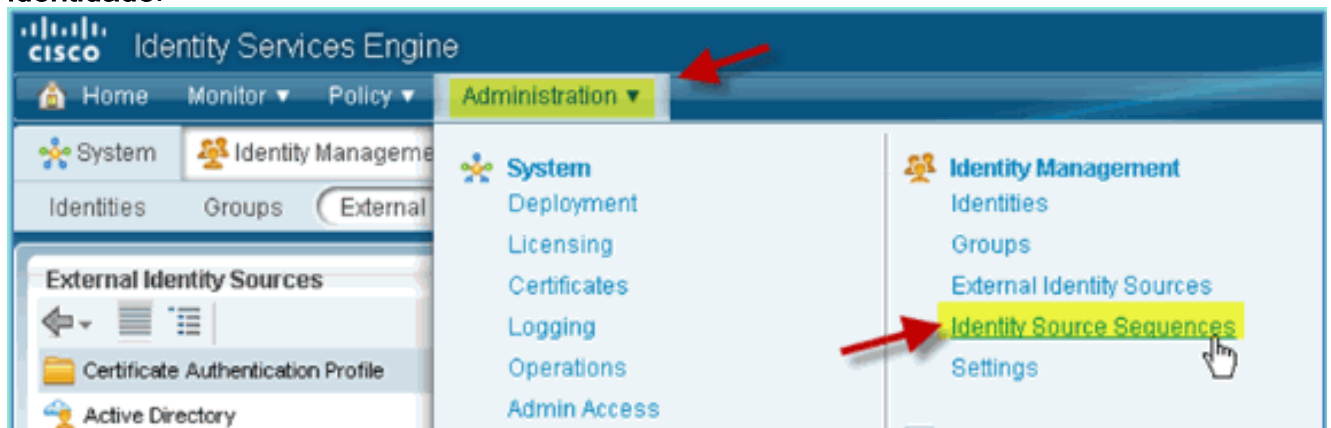 cisco Identity Services Engine
Home Monitor ▾ Policy ▾ Administration ▾
System Identity Manageme
Identities Groups External
External Identity Sources
Certificate Authentication Profile
Active Directory
System
Deployment
Licensing
Certificates
Logging
Operations
Admin Access
Identity Management
Identities
Groups
External Identity Sources
Identity Source Sequences
Settings